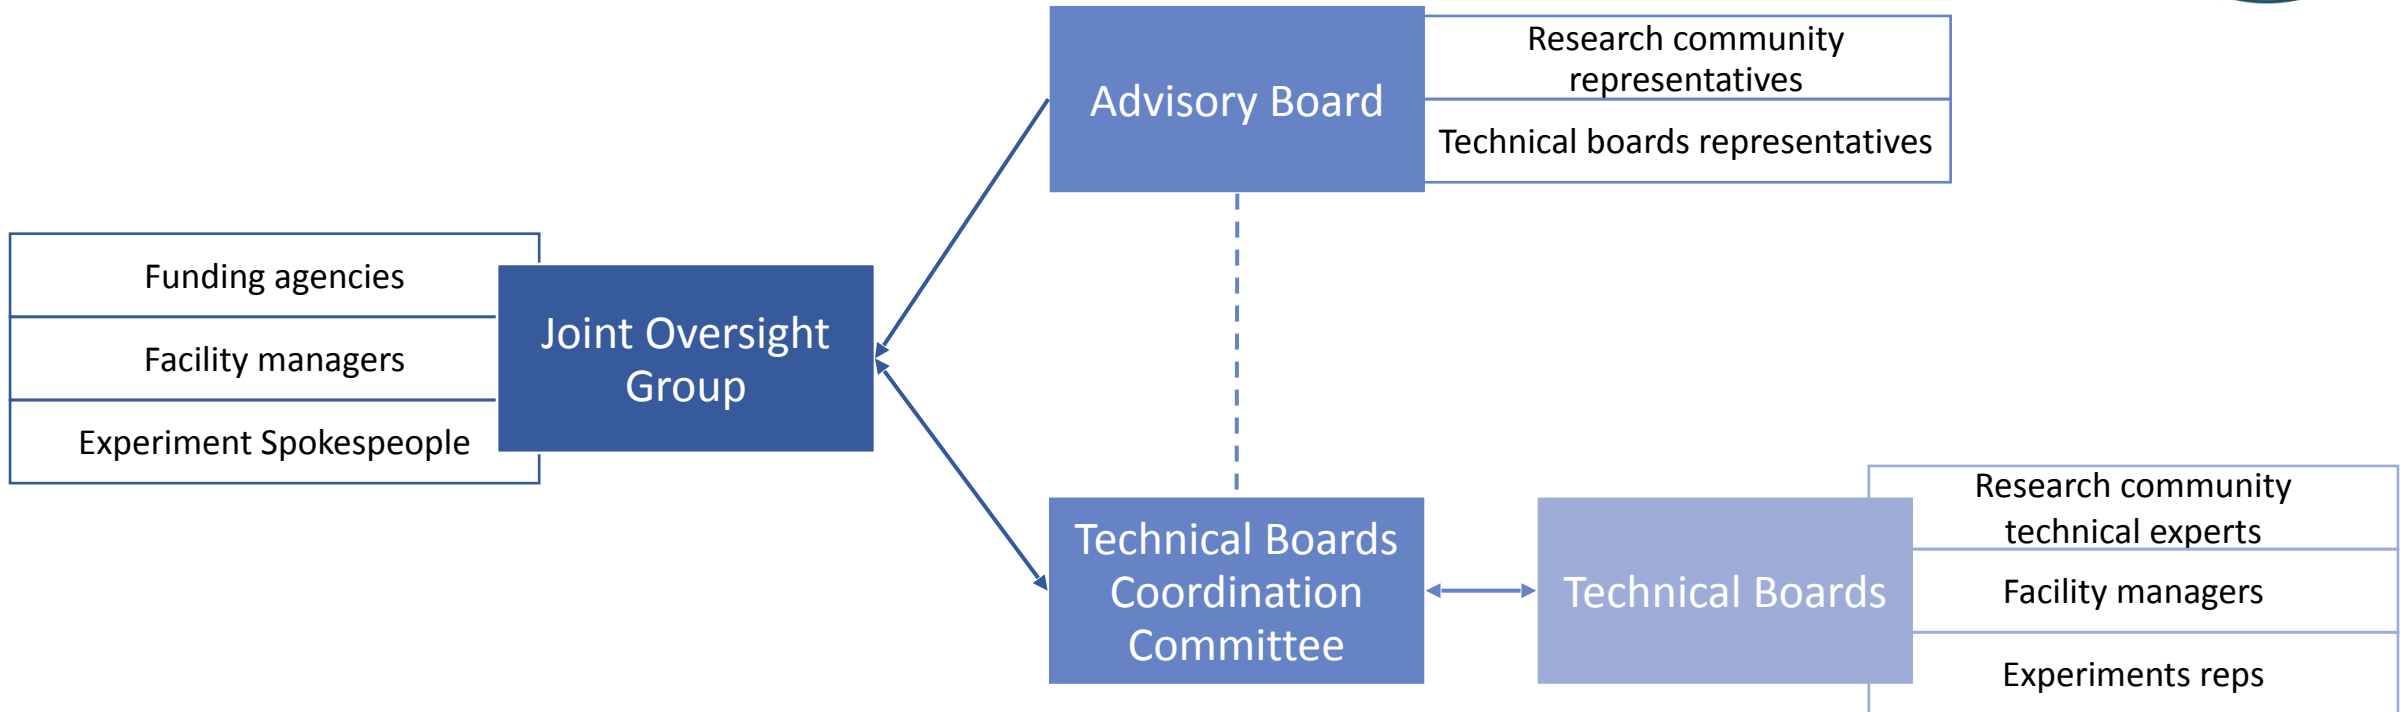 Advisory Board
Research community
representatives
Technical boards representatives
Funding agencies
Facility managers
Experiment Spokespeople
Joint Oversight
Group
Technical Boards
Coordination
Committee
Technical Boards
Research community
technical experts
Facility managers
Experiments reps